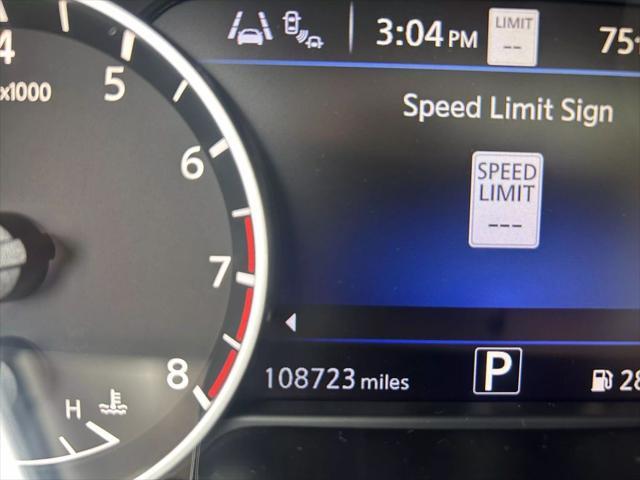 3:04 PM
LIMIT
--
75
4
x1000
5
6
7
8
H
Speed Limit Sign
SPEED
LIMIT
---
108723 miles
P
28